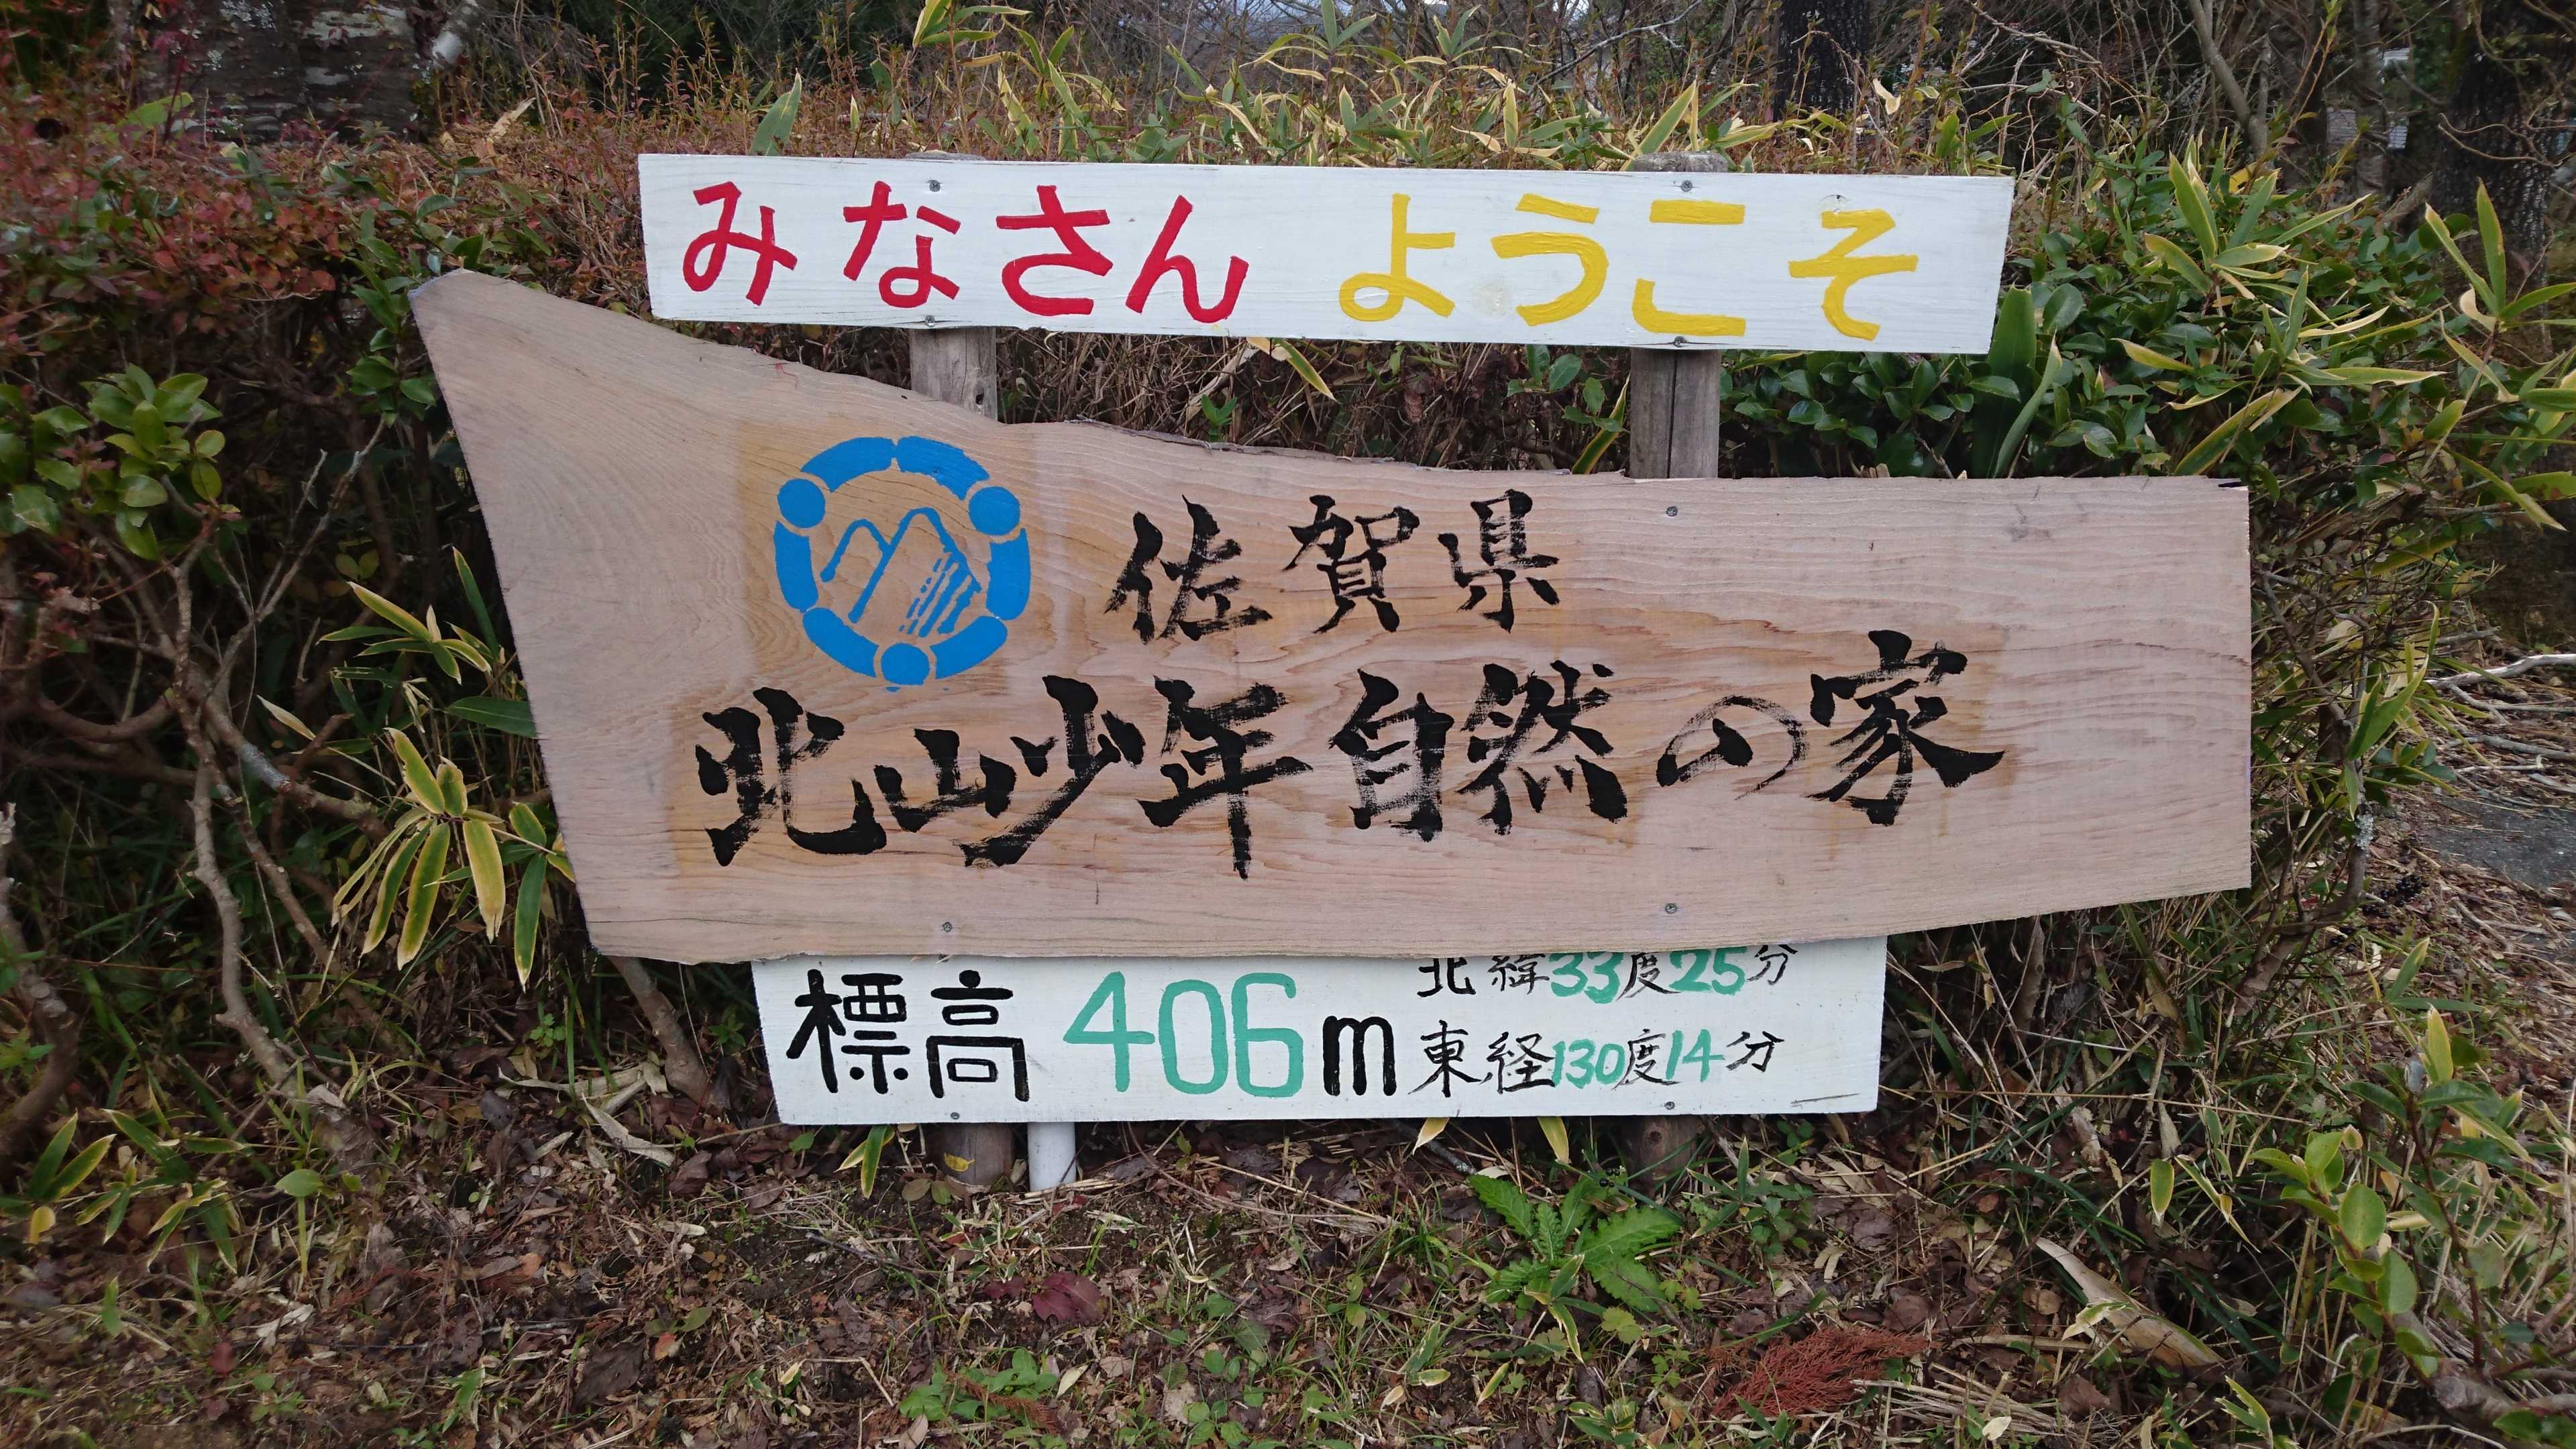 みなさん ようこそ
佐賀県
北山少年自然の家
標高 406m
北緯33度25分
東経130度14分